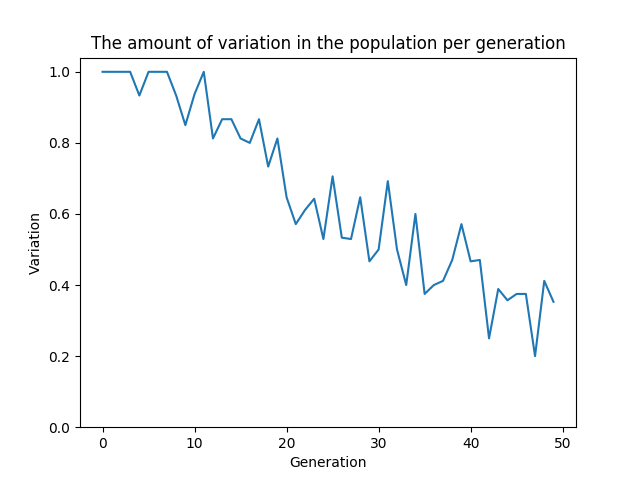 The amount of variation in the population per generation
1.0
0.8
0.6
0.4
0.2
0.0
Variation
0 10 20 30 40 50
Generation